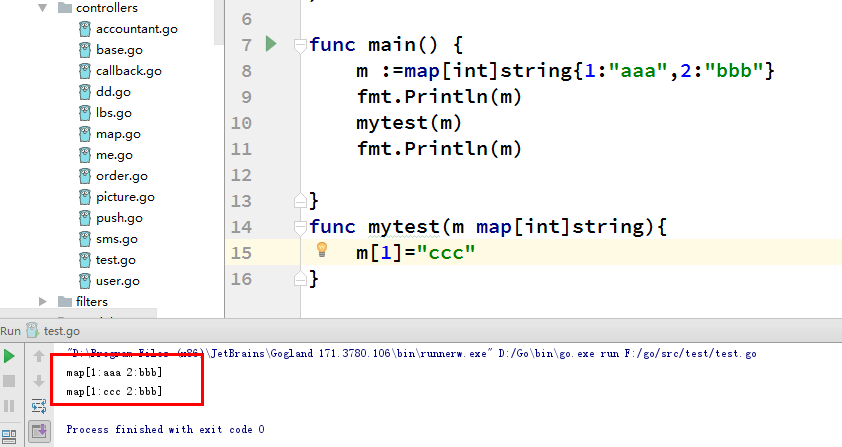 controllers
accountant.go
base.go
callback.go
dd.go
lbs.go
map.go
me.go
order.go
picture.go
push.go
sms.go
test.go
user.go
filters
6
7 func main() {
8 m :=map[int]string{1:"aaa",2:"bbb"}
9 fmt.Println(m)
10 mytest(m)
11 fmt.Println(m)
12
13 }
14 func mytest(m map[int]string){
15 m[1]="ccc"
16 }
Run test.go
"D:\Program Files (x86)\JetBrains\Gogland 171.3780.106\bin\runnerw.exe" D:/Go\bin\go.exe run F:/go/src/test/test.go
map[1:aaa 2:bbb]
map[1:ccc 2:bbb]
Process finished with exit code 0